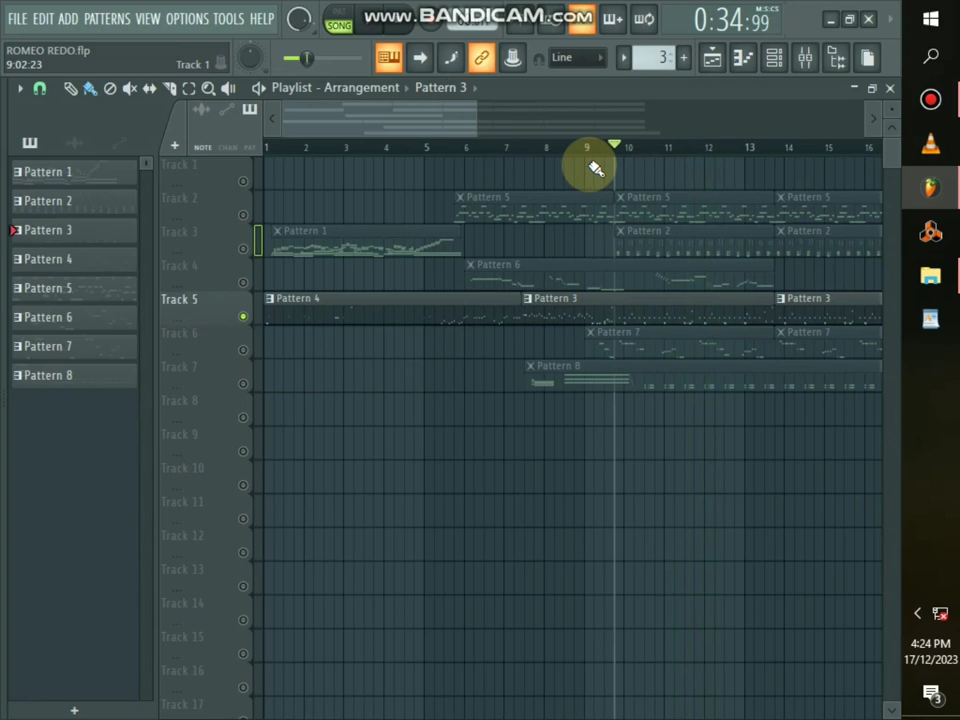 FILE EDIT ADD PATTERNS VIEW OPTIONS TOOLS HELP
SONG
www.BANDICAM.com
0:34:99
M:S:CS
ROMEO REDO.flp
9:02:23
Track 1
Line
3
Playlist - Arrangement › Pattern 3 ›
NOTE CHAN PAT
1 2 3 4 5 6 7 8 9 10 11 12 13 14 15 16
Pattern 1
Pattern 2
Pattern 3
Pattern 4
Pattern 5
Pattern 6
Pattern 7
Pattern 8
Track 1
Track 2
Pattern 5
Pattern 5
Pattern 5
Track 3
Pattern 1
Pattern 2
Pattern 2
Track 4
Pattern 6
Track 5
Pattern 4
Pattern 3
Pattern 3
Track 6
Pattern 7
Pattern 7
Track 7
Pattern 8
Track 8
Track 9
Track 10
Track 11
Track 12
Track 13
Track 14
Track 15
Track 16
Track 17
4:24 PM
17/12/2023
3